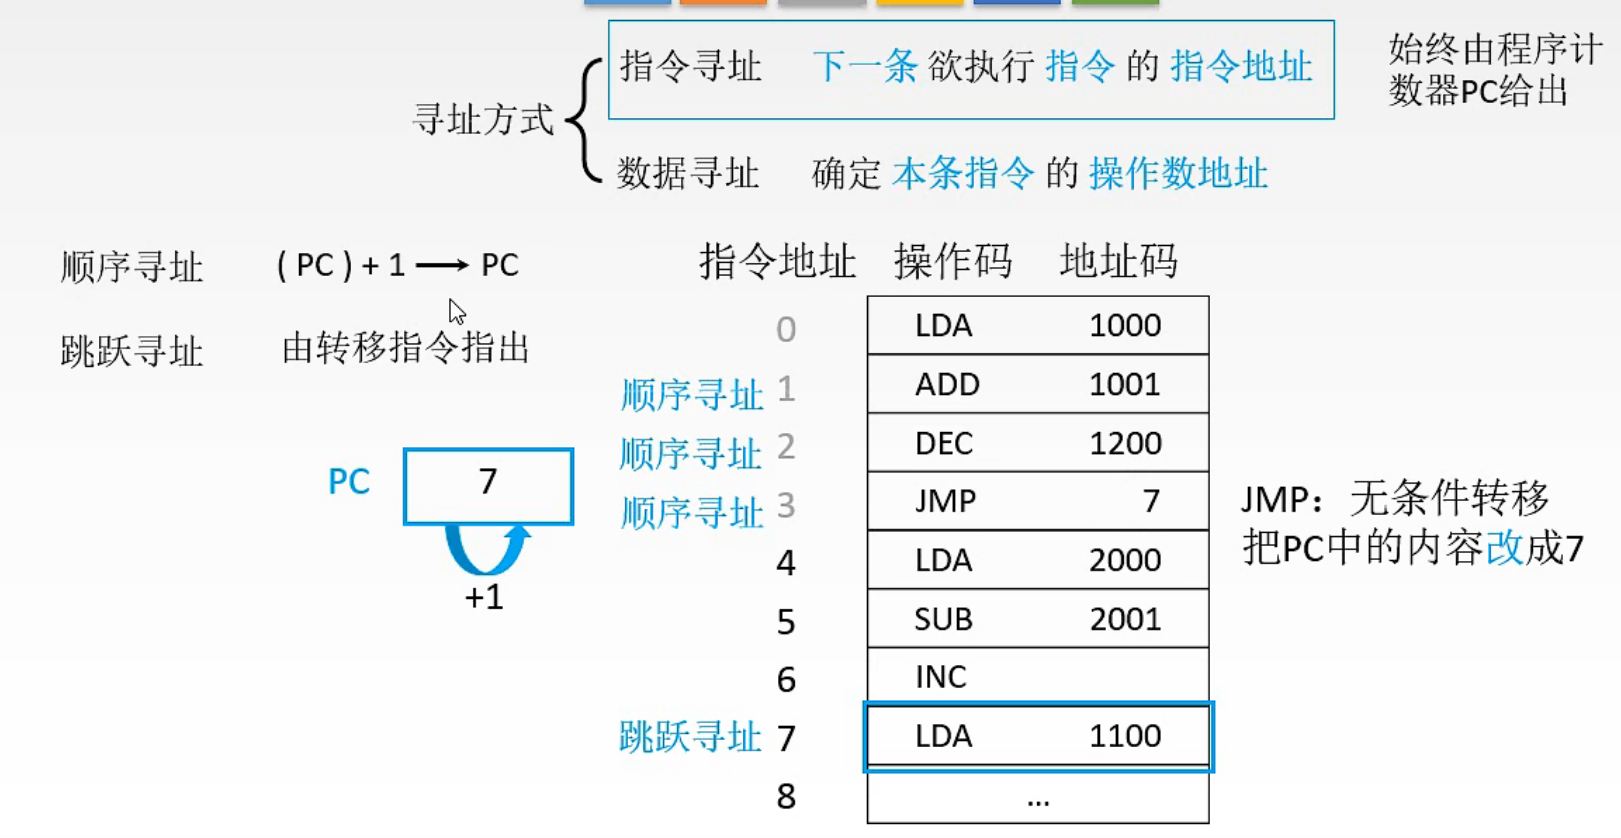 指令寻址 下一条 欲执行 指令 的 指令地址
始终由程序计
数器PC给出
寻址方式
数据寻址 确定 本条指令 的 操作数地址
顺序寻址 ( PC ) + 1 → PC
跳跃寻址 由转移指令指出
指令地址 操作码 地址码
0 LDA 1000
顺序寻址 1 ADD 1001
顺序寻址 2 DEC 1200
顺序寻址 3 JMP 7
4 LDA 2000
5 SUB 2001
6 INC
跳跃寻址 7 LDA 1100
8 ...
PC 7
+1
JMP：无条件转移
把PC中的内容改成7